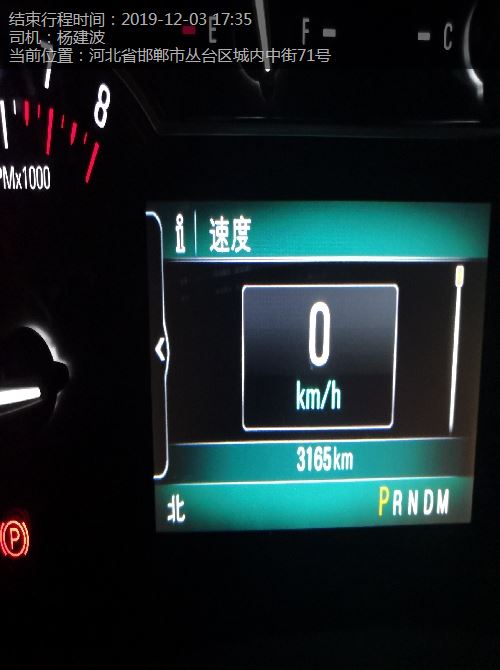 结束行程时间：2019-12-03 17:35
司机：杨建波
当前位置：河北省邯郸市丛台区城内中街71号
E F C
7 8
PMx1000
i 速度
0
km/h
3165km
北 PRNDM
P